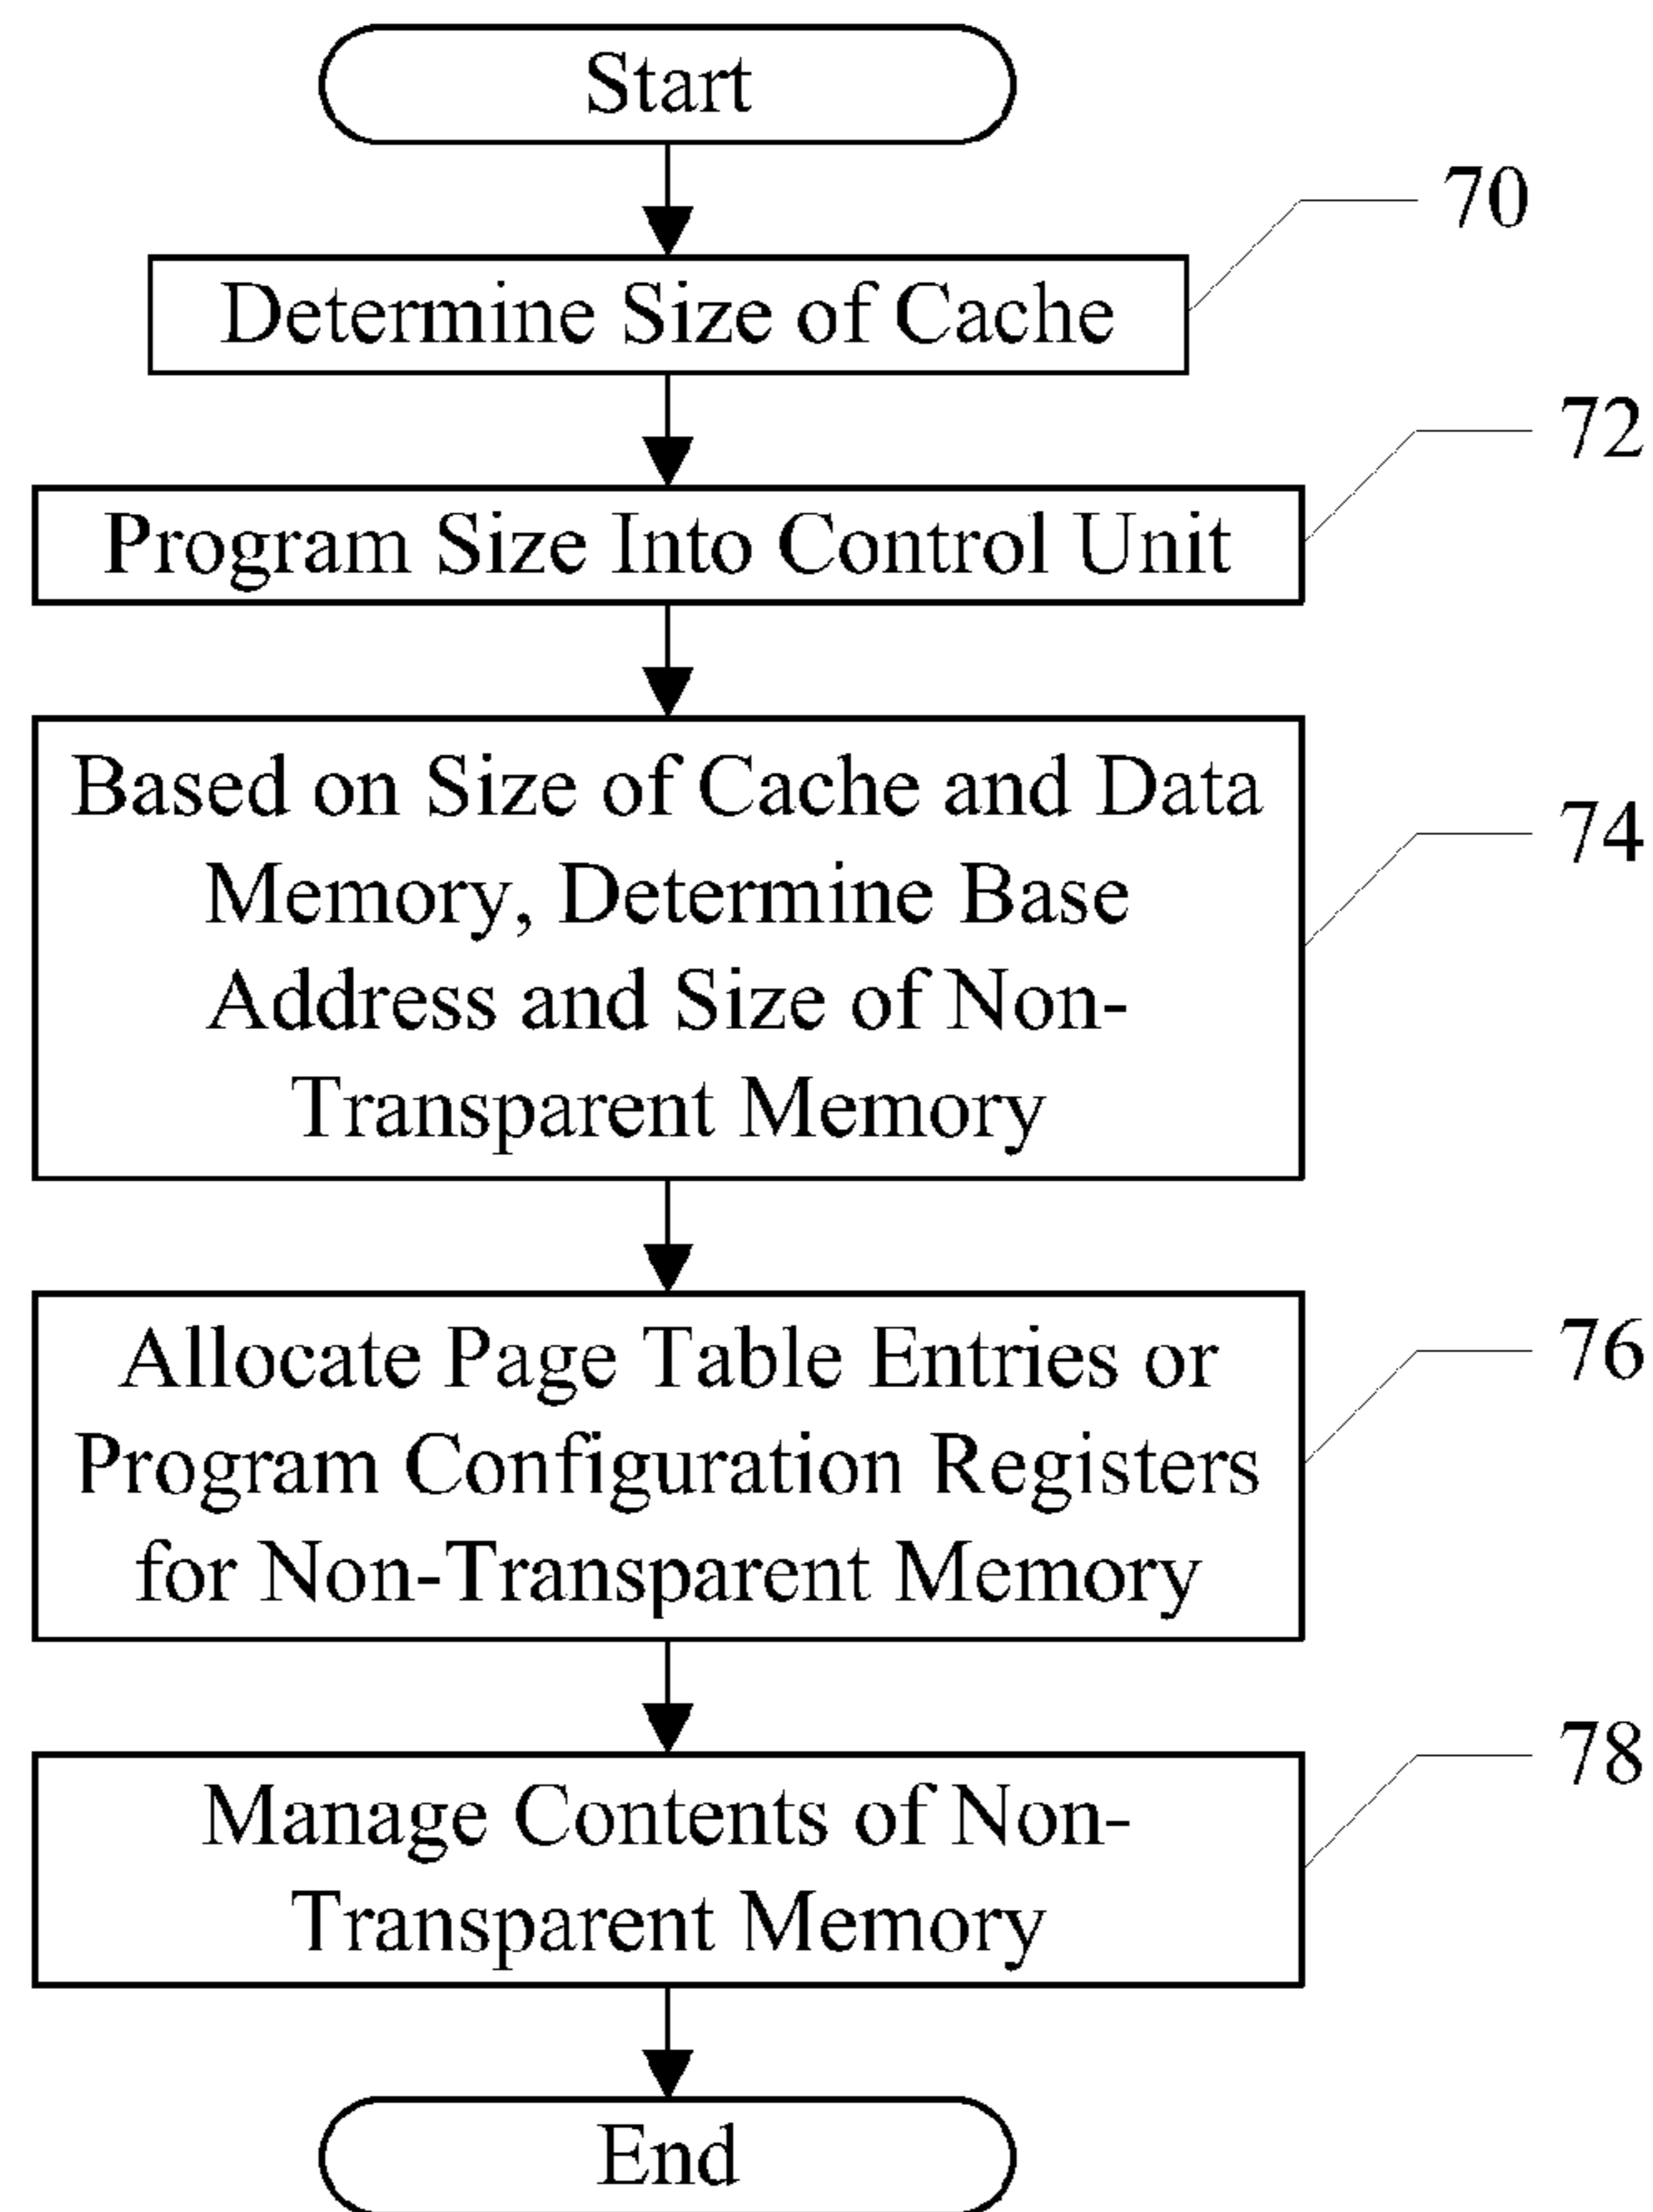 Start
70
Determine Size of Cache
72
Program Size Into Control Unit
Based on Size of Cache and Data
Memory, Determine Base
Address and Size of Non-
Transparent Memory
74
Allocate Page Table Entries or
Program Configuration Registers
for Non-Transparent Memory
76
Manage Contents of Non-
Transparent Memory
78
End